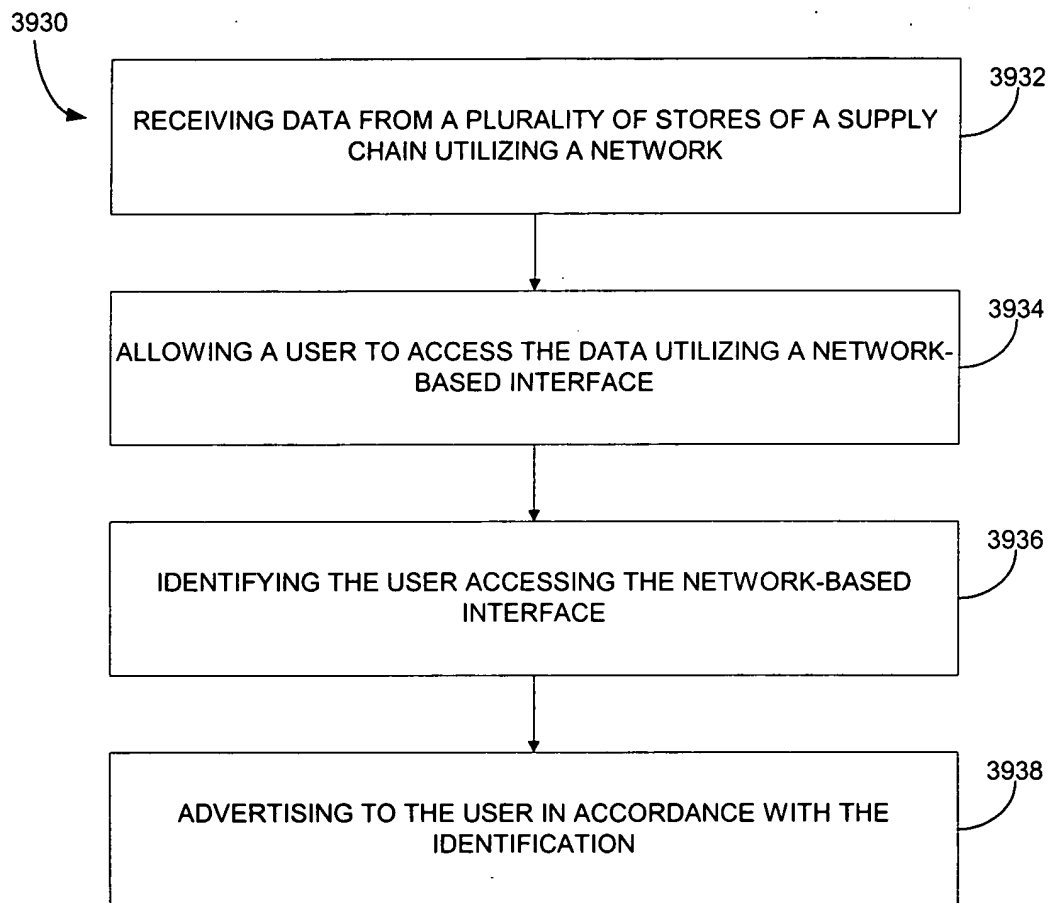 3930
3932
RECEIVING DATA FROM A PLURALITY OF STORES OF A SUPPLY
CHAIN UTILIZING A NETWORK
3934
ALLOWING A USER TO ACCESS THE DATA UTILIZING A NETWORK-
BASED INTERFACE
3936
IDENTIFYING THE USER ACCESSING THE NETWORK-BASED
INTERFACE
3938
ADVERTISING TO THE USER IN ACCORDANCE WITH THE
IDENTIFICATION